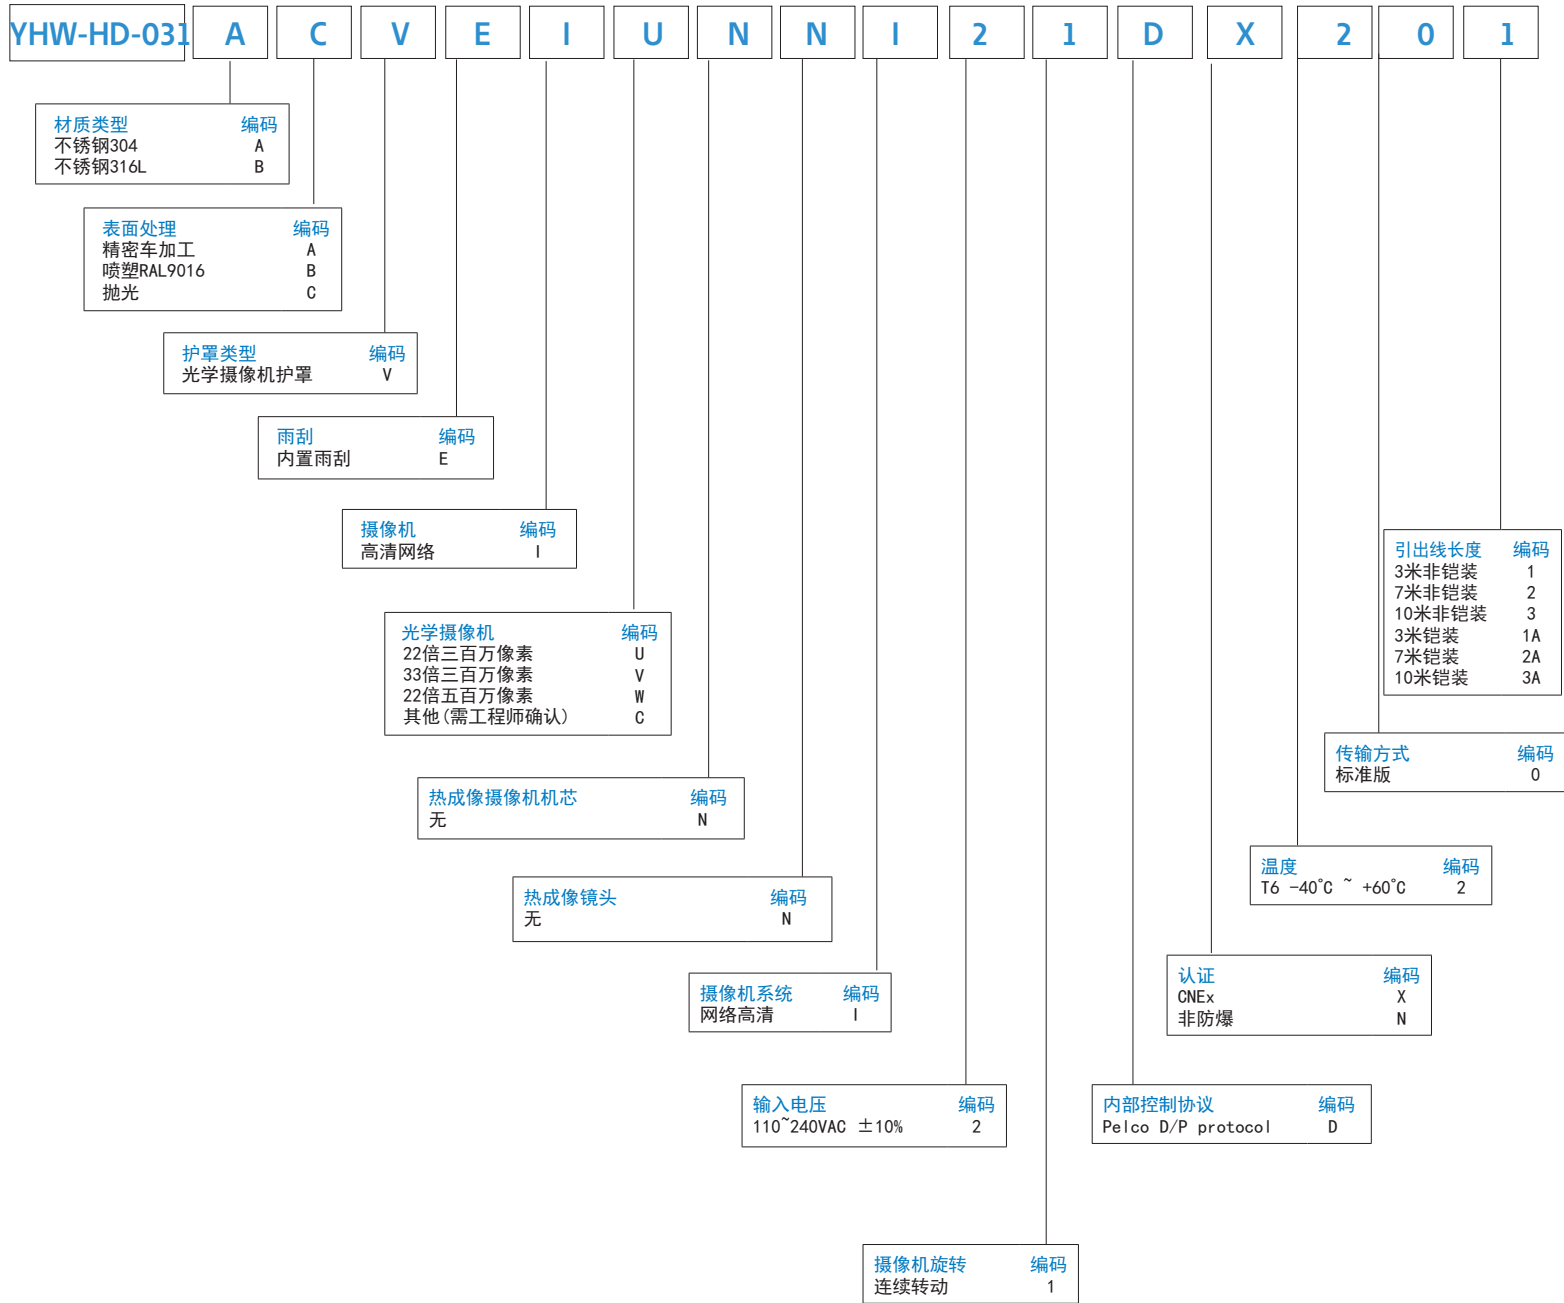 YHW-HD-031 A C V E I U N N I 2 1 D X 2 0 1
材质类型 编码
不锈钢304 A
不锈钢316L B
表面处理 编码
精密车加工 A
喷塑RAL9016 B
抛光 C
护罩类型 编码
光学摄像机护罩 V
雨刮 编码
内置雨刮 E
摄像机 编码
高清网络 I
光学摄像机 编码
22倍三百万像素 U
33倍三百万像素 V
22倍五百万像素 W
其他(需工程师确认) C
热成像摄像机机芯 编码
无 N
热成像镜头 编码
无 N
摄像机系统 编码
网络高清 I
输入电压 编码
110~240VAC ±10% 2
摄像机旋转 编码
连续转动 1
内部控制协议 编码
Pelco D/P protocol D
认证 编码
CNEx X
非防爆 N
温度 编码
T6 -40°C ~ +60°C 2
传输方式 编码
标准版 0
引出线长度 编码
3米非铠装 1
7米非铠装 2
10米非铠装 3
3米铠装 1A
7米铠装 2A
10米铠装 3A